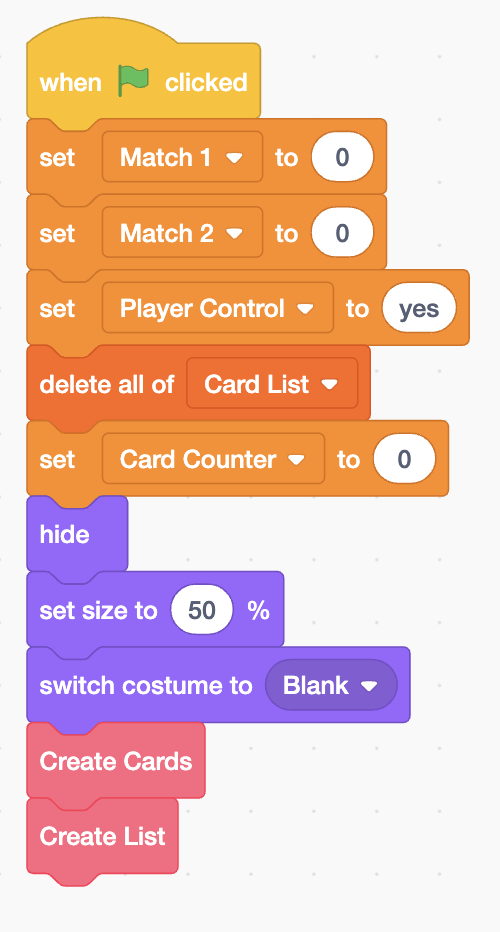 when clicked
set Match 1 to 0
set Match 2 to 0
set Player Control to yes
delete all of Card List
set Card Counter to 0
hide
set size to 50 %
switch costume to Blank
Create Cards
Create List